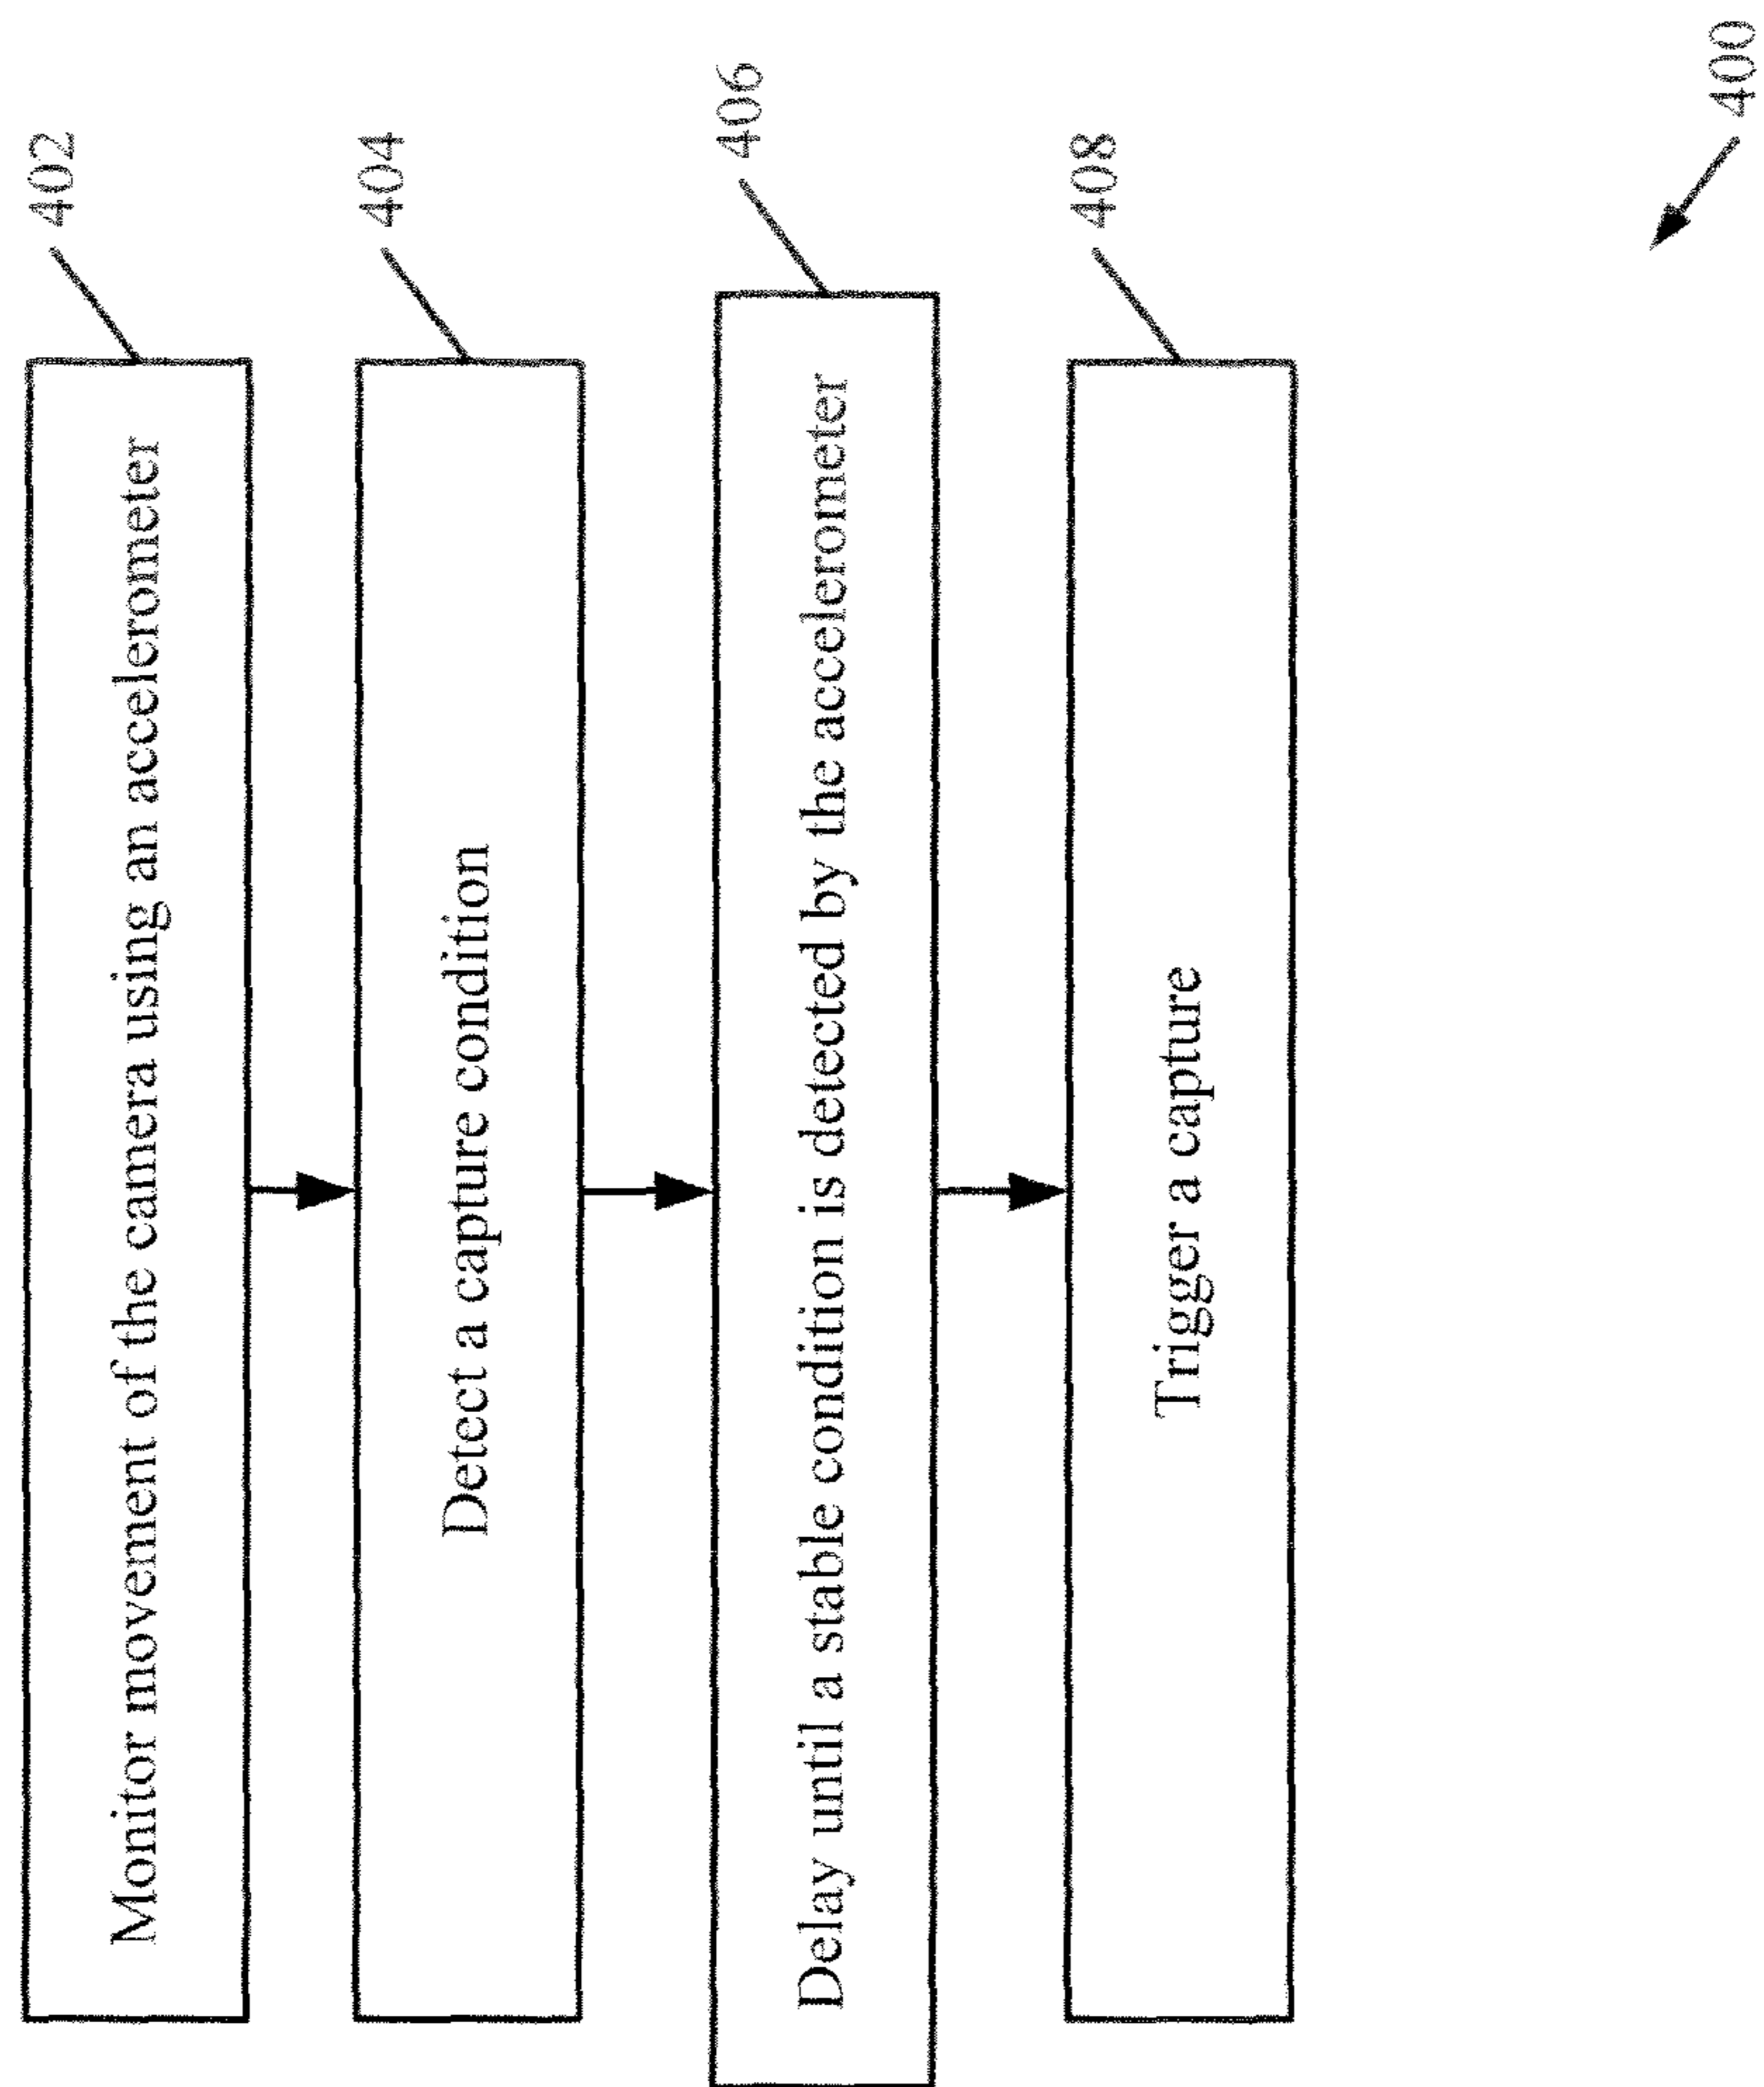 Monitor movement of the camera using an accelerometer
402
Detect a capture condition
404
Delay until a stable condition is detected by the accelerometer
406
Trigger a capture
408
400